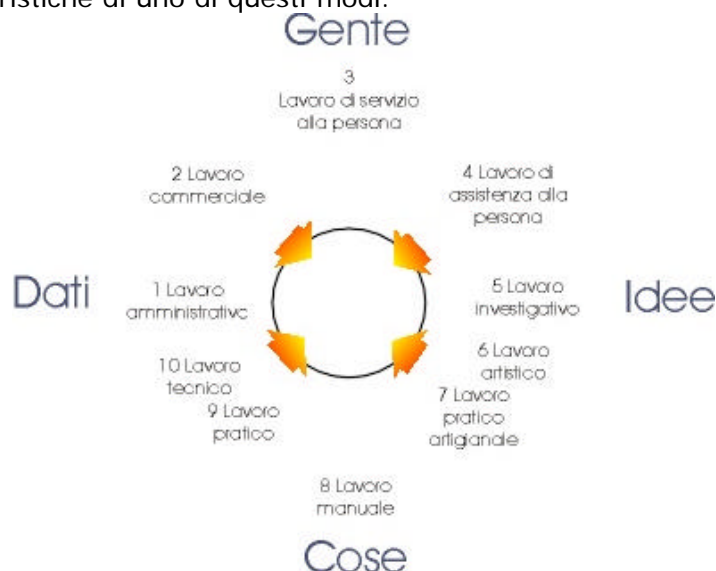 ristiche di uno di questi modi.
Gente
3
Lavoro di servizio
alla persona
2 Lavoro
commerciale
4 Lavoro di
assistenza alla
persona
Dati
1 Lavoro
amministrativo
5 Lavoro
investigativo
Idee
10 Lavoro
tecnico
6 Lavoro
artistico
9 Lavoro
pratico
7 Lavoro
pratico
artigianale
8 Lavoro
manuale
Cose